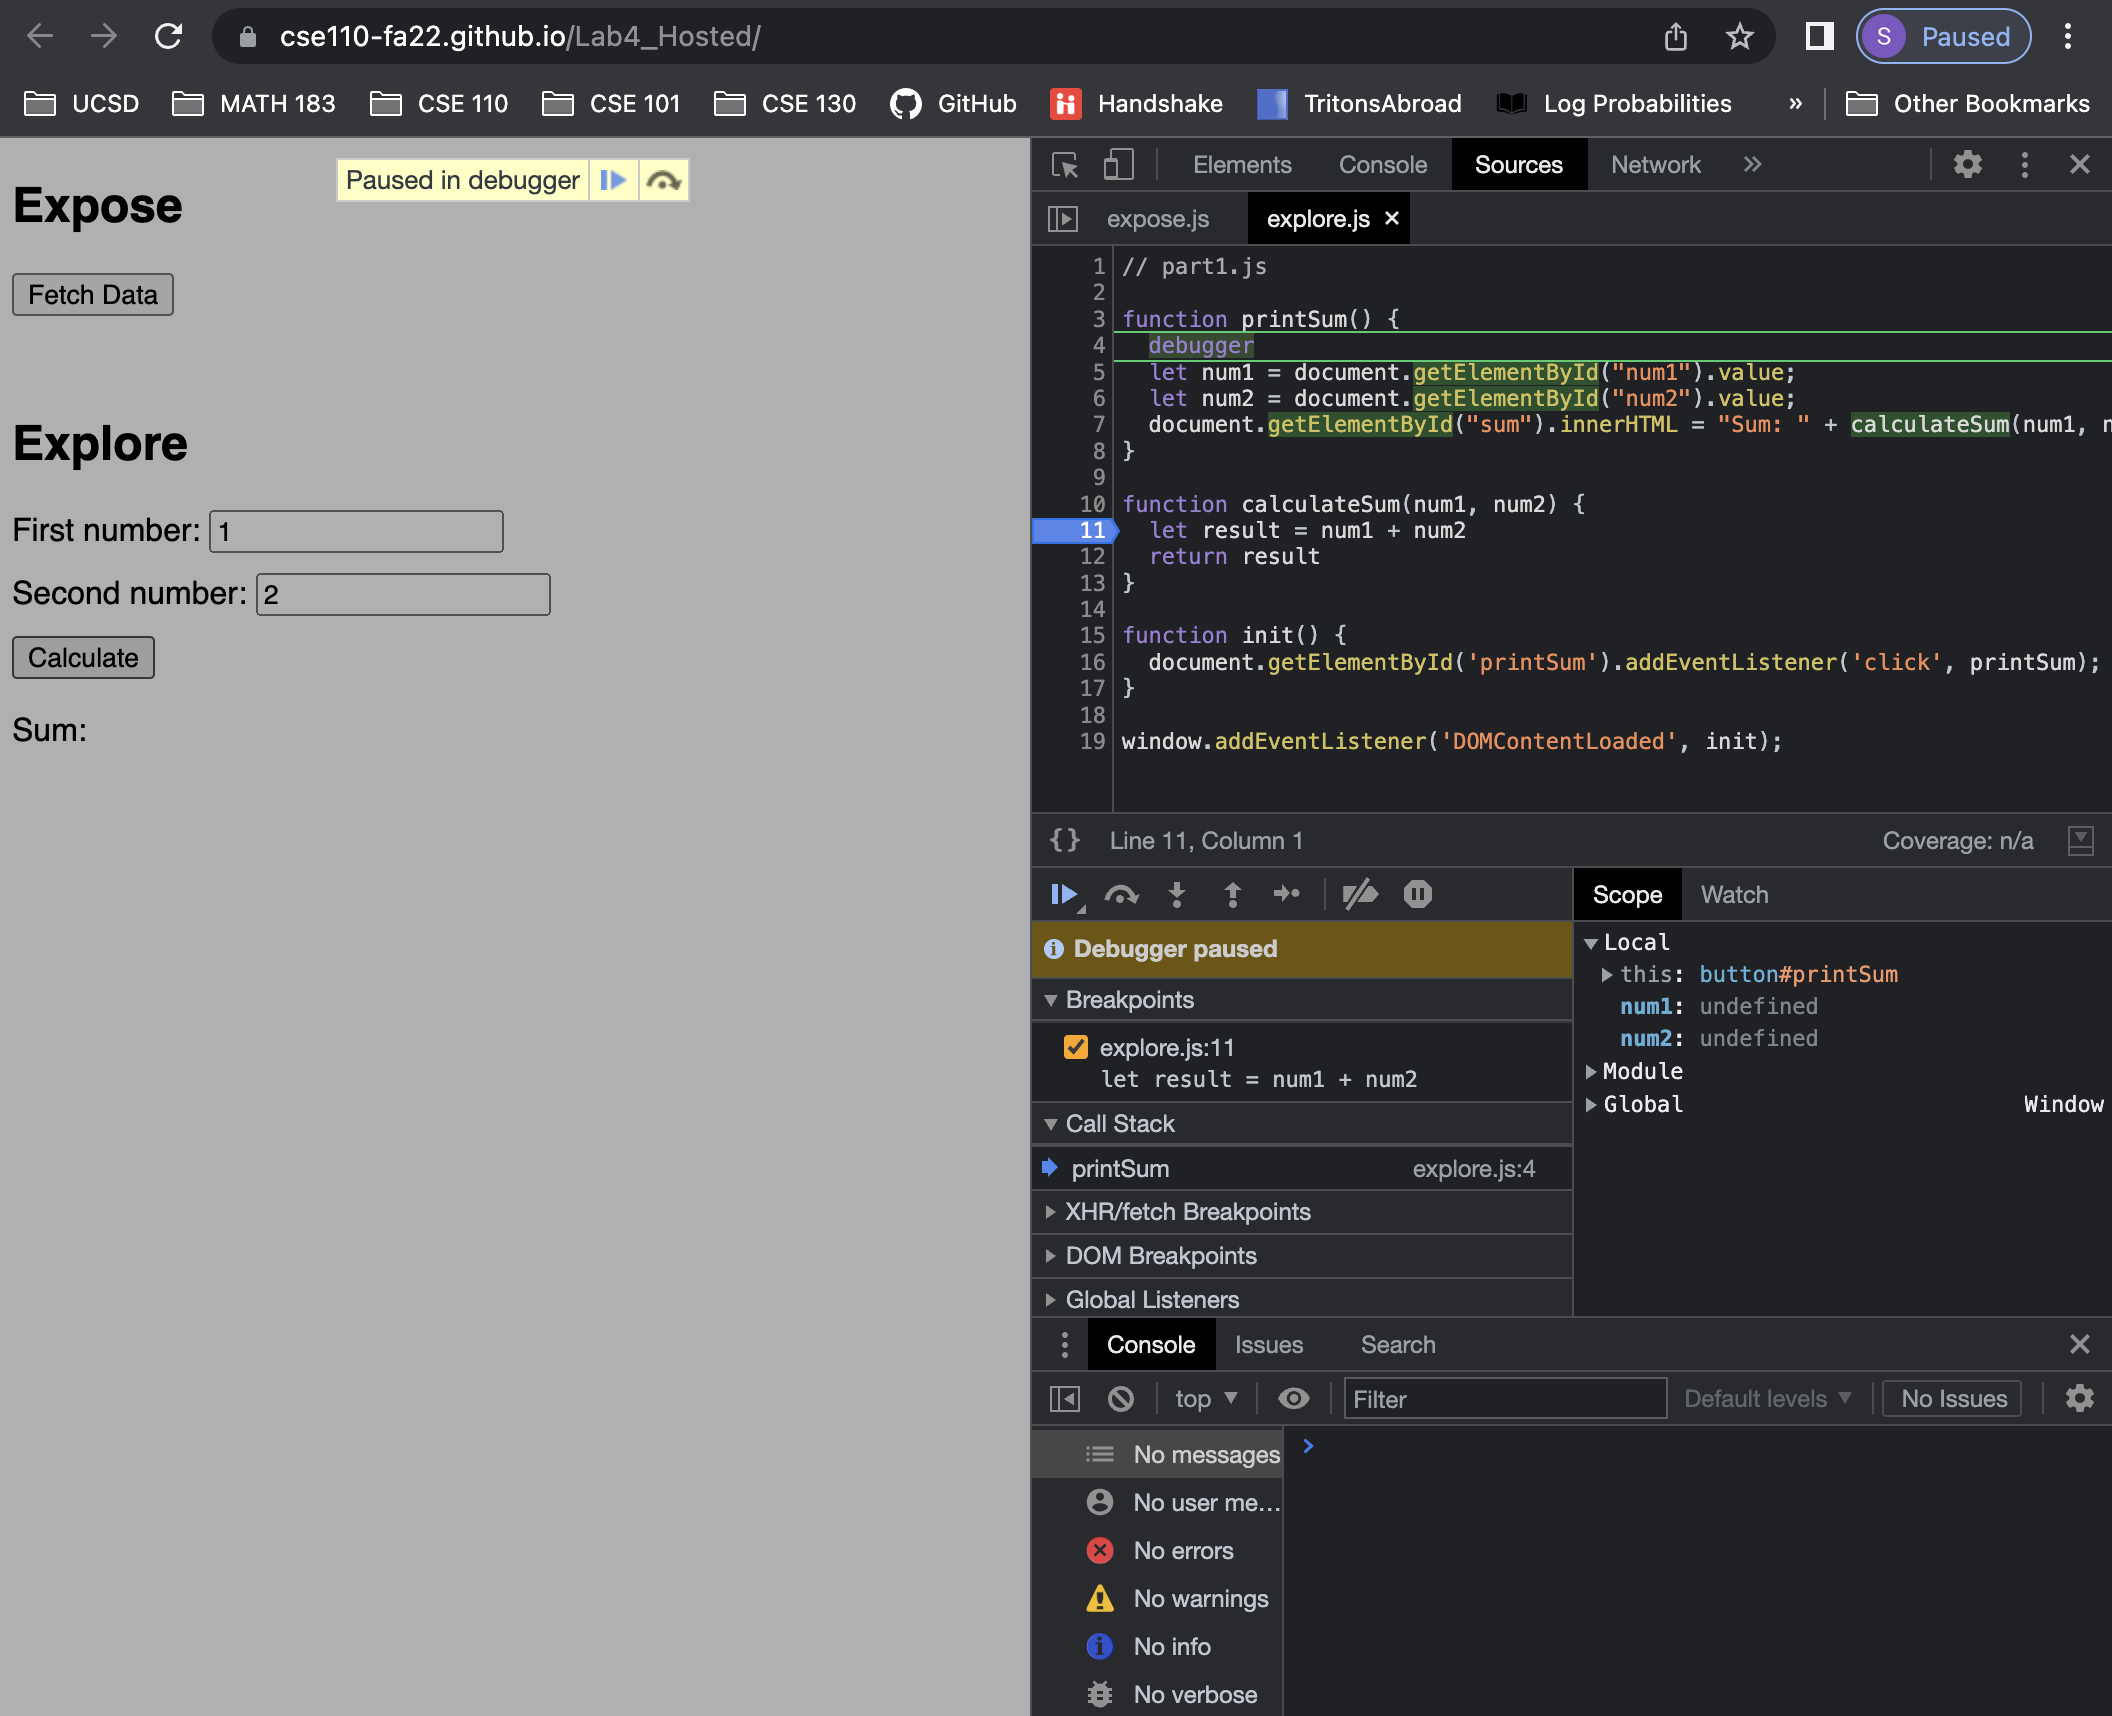 cse110-fa22.github.io/Lab4_Hosted/
S Paused
UCSD MATH 183 CSE 110 CSE 101 CSE 130 GitHub Handshake TritonsAbroad Log Probabilities » Other Bookmarks
Paused in debugger
Expose
Fetch Data
Explore
First number: 1
Second number: 2
Calculate
Sum:
Elements Console Sources Network »
expose.js explore.js ×
1 // part1.js
2
3 function printSum() {
4 debugger
5 let num1 = document.getElementById("num1").value;
6 let num2 = document.getElementById("num2").value;
7 document.getElementById("sum").innerHTML = "Sum: " + calculateSum(num1, n
8 }
9
10 function calculateSum(num1, num2) {
11 let result = num1 + num2
12 return result
13 }
14
15 function init() {
16 document.getElementById('printSum').addEventListener('click', printSum);
17 }
18
19 window.addEventListener('DOMContentLoaded', init);
{} Line 11, Column 1 Coverage: n/a
Debugger paused
Breakpoints
explore.js:11
let result = num1 + num2
Call Stack
printSum explore.js:4
XHR/fetch Breakpoints
DOM Breakpoints
Global Listeners
Scope Watch
Local
this: button#printSum
num1: undefined
num2: undefined
Module
Global Window
Console Issues Search
top Filter Default levels No Issues
No messages
No user me…
No errors
No warnings
No info
No verbose